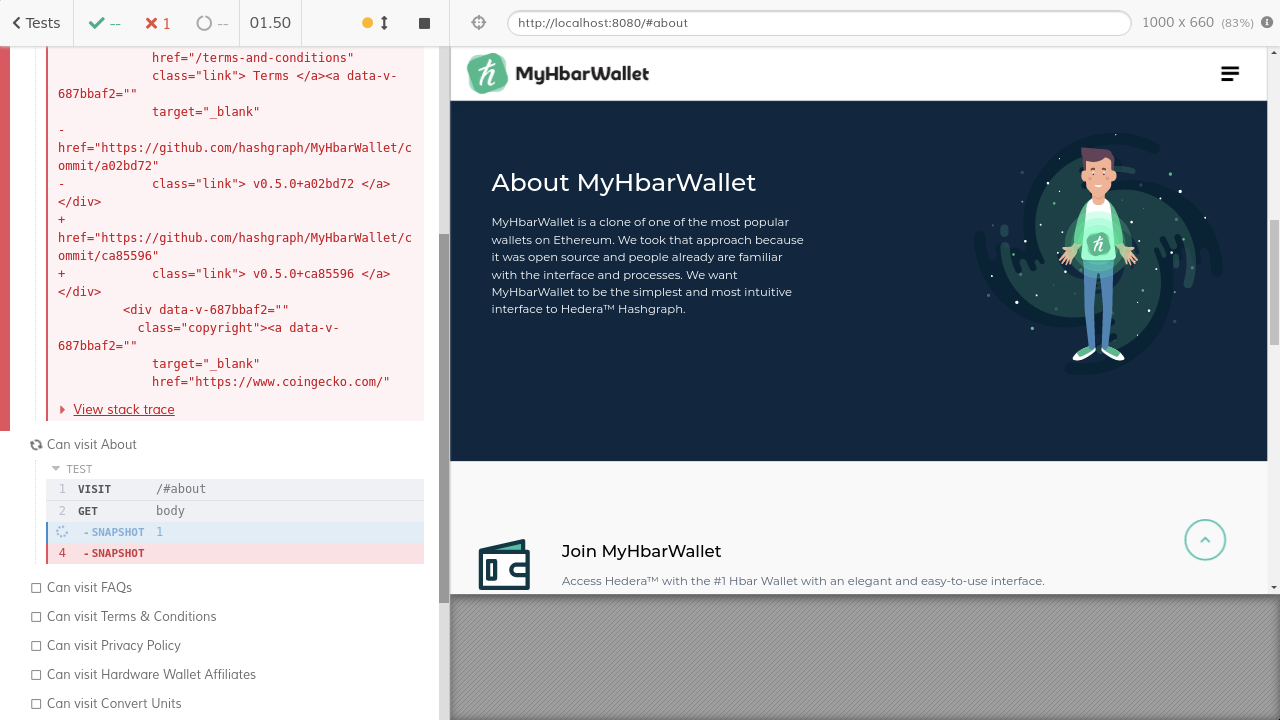 Tests
--
1
--
01.50
http://localhost:8080/#about
1000 x 660 (83%)
href="/terms-and-conditions"
class="link"> Terms </a><a data-v-
687bbaf2=""
target="_blank"
-
href="https://github.com/hashgraph/MyHbarWallet/c
ommit/a02bd72"
- class="link"> v0.5.0+a02bd72 </a>
</div>
+
href="https://github.com/hashgraph/MyHbarWallet/c
ommit/ca85596"
+ class="link"> v0.5.0+ca85596 </a>
</div>
<div data-v-687bbaf2=""
class="copyright"><a data-v-
687bbaf2=""
target="_blank"
href="https://www.coingecko.com/"
View stack trace
Can visit About
TEST
1 VISIT /#about
2 GET body
- SNAPSHOT 1
4 - SNAPSHOT
Can visit FAQs
Can visit Terms & Conditions
Can visit Privacy Policy
Can visit Hardware Wallet Affiliates
Can visit Convert Units
MyHbarWallet
About MyHbarWallet
MyHbarWallet is a clone of one of the most popular
wallets on Ethereum. We took that approach because
it was open source and people already are familiar
with the interface and processes. We want
MyHbarWallet to be the simplest and most intuitive
interface to Hedera™ Hashgraph.
Join MyHbarWallet
Access Hedera™ with the #1 Hbar Wallet with an elegant and easy-to-use interface.